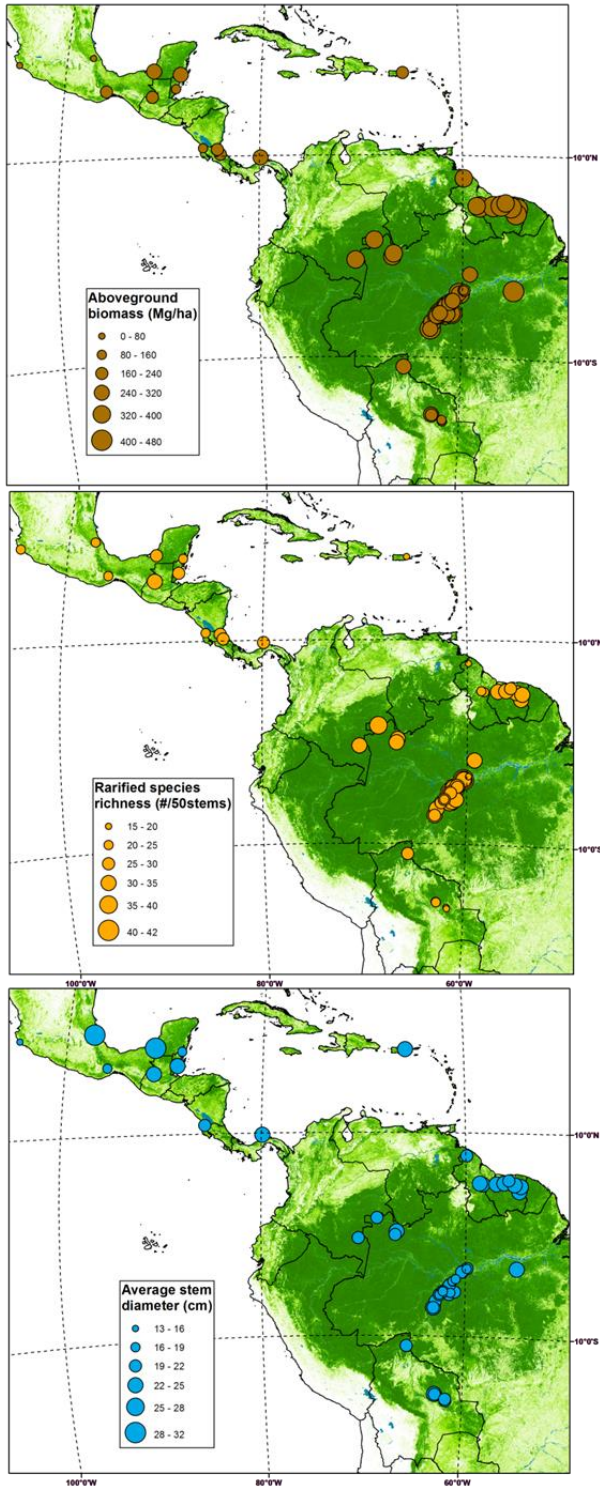 10°0'N
10°0'S
Aboveground
biomass (Mg/ha)
0 - 80
80 - 160
160 - 240
240 - 320
320 - 400
400 - 480
10°0'N
10°0'S
Rarified species
richness (#/50stems)
15 - 20
20 - 25
25 - 30
30 - 35
35 - 40
40 - 42
100°0'W 80°0'W 60°0'W
10°0'N
10°0'S
Average stem
diameter (cm)
13 - 16
16 - 19
19 - 22
22 - 25
25 - 28
28 - 32
100°0'W 80°0'W 60°0'W